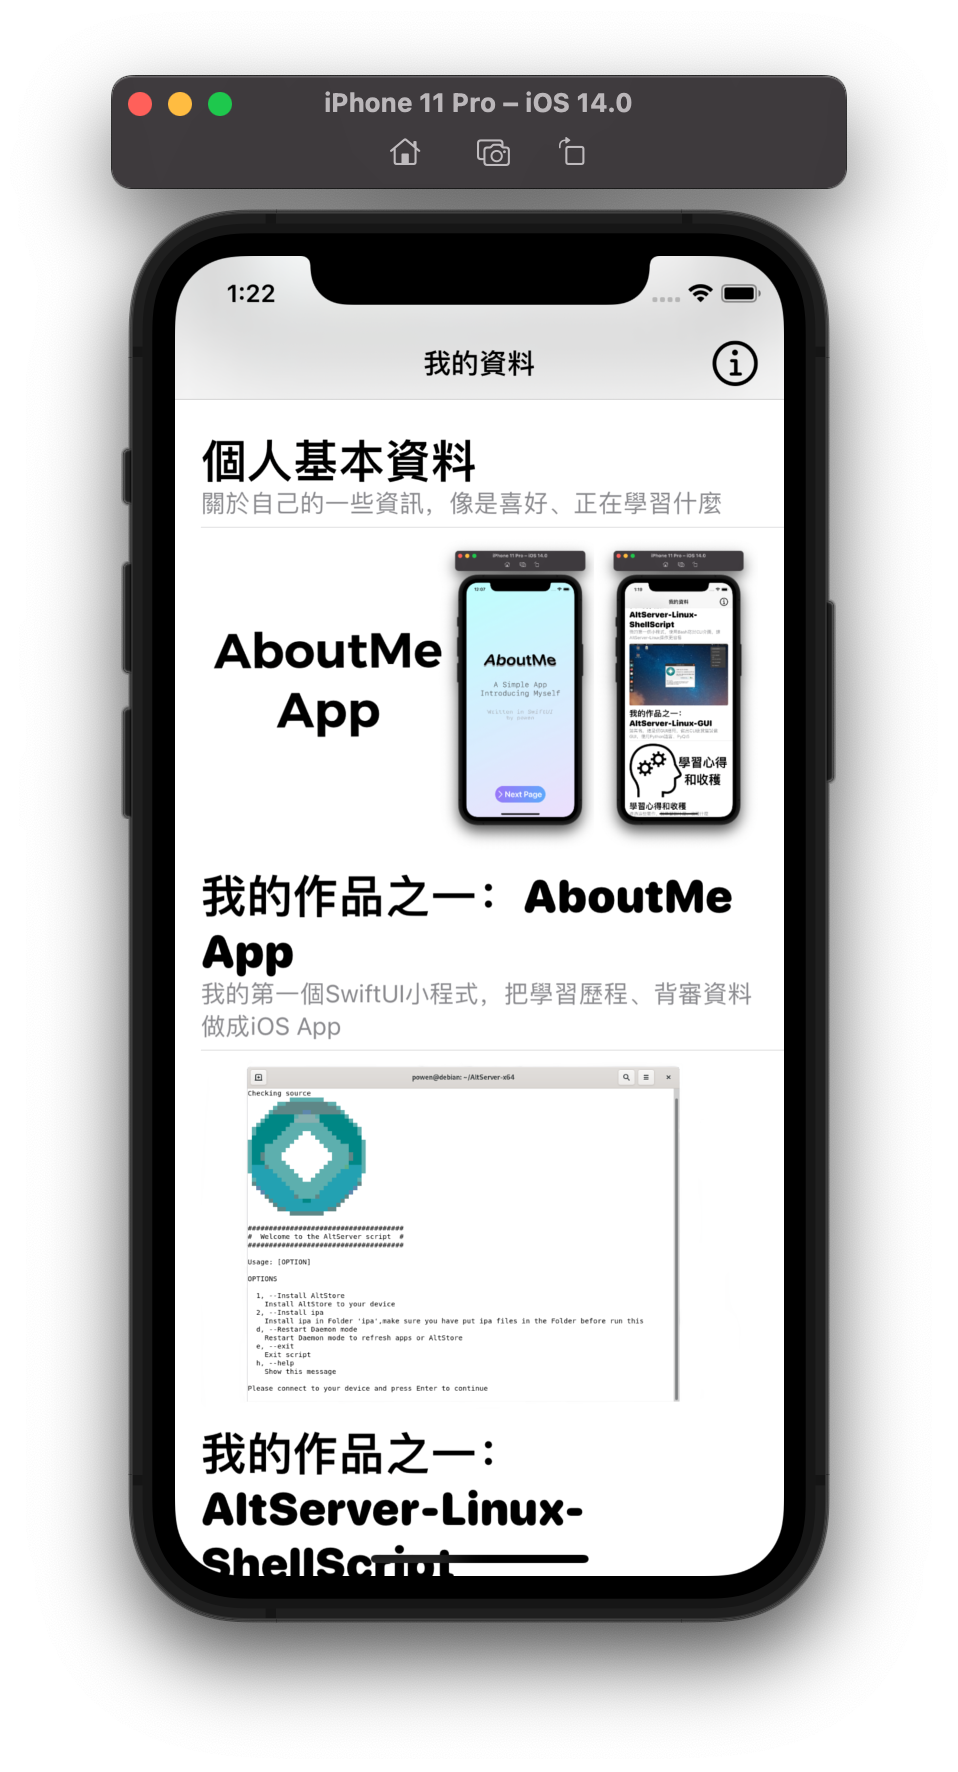 iPhone 11 Pro – iOS 14.0
1:22
我的資料
個人基本資料
關於自己的一些資訊，像是喜好、正在學習什麼
AboutMe
App
iPhone 11 Pro – iOS 14.0
AboutMe
A Simple App
Introducing Myself
Written in SwiftUI
by powen
Next Page
iPhone 11 Pro – iOS 14.0
我的資料
AltServer-Linux-
ShellScript
我的作品之一：
AltServer-Linux-GUI
學習心得
和收穫
學習心得和收穫
我的作品之一：AboutMe
App
我的第一個SwiftUI小程式，把學習歷程、背審資料
做成iOS App
powen@debian: ~/AltServer-x64
Checking source
#####################################
#  Welcome to the AltServer script  #
#####################################
Usage: [OPTION]
OPTIONS
1, --Install AltStore
Install AltStore to your device
2, --Install ipa
Install ipa in Folder 'ipa',make sure you have put ipa files in the Folder before run this
d, --Restart Daemon mode
Restart Daemon mode to refresh apps or AltStore
e, --exit
Exit script
h, --help
Show this message
Please connect to your device and press Enter to continue
我的作品之一：
AltServer-Linux-
ShellScript